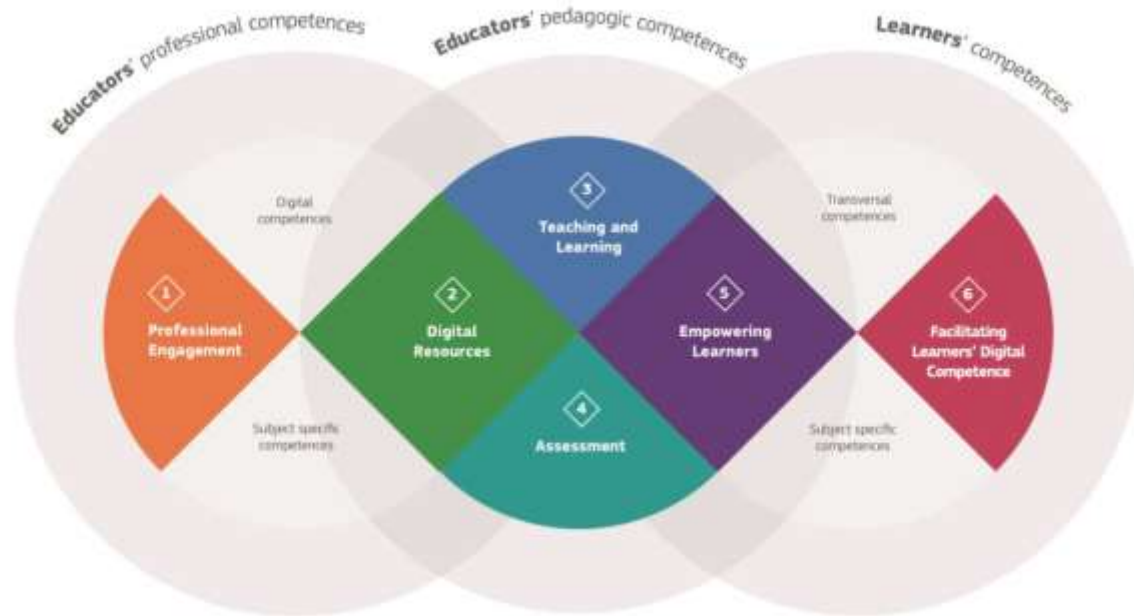 Educators' professional competences
Educators' pedagogic competences
Learners' competences
Digital
competences
Subject specific
competences
1
Professional
Engagement
2
Digital
Resources
3
Teaching and
Learning
4
Assessment
5
Empowering
Learners
Transversal
competences
Subject specific
competences
6
Facilitating
Learners' Digital
Competence